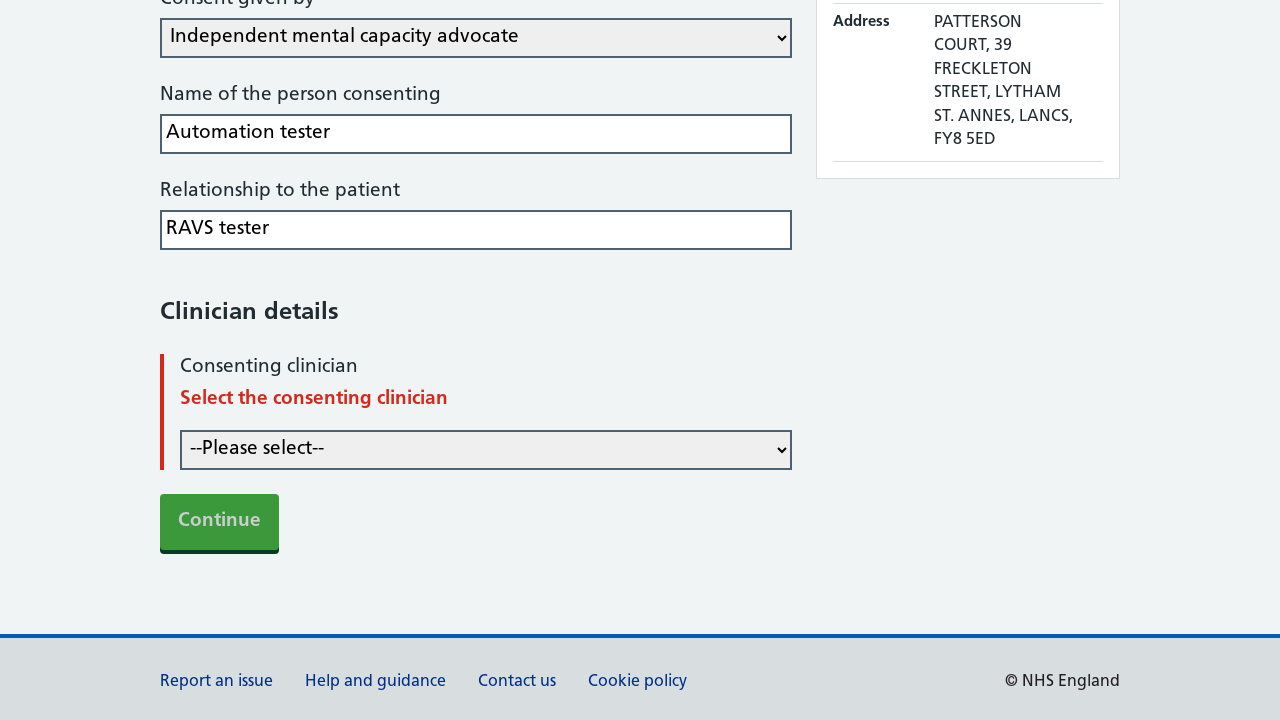 Consent given by
Independent mental capacity advocate
Name of the person consenting
Automation tester
Relationship to the patient
RAVS tester
Clinician details
Consenting clinician
Select the consenting clinician
--Please select--
Continue
Address
PATTERSON
COURT, 39
FRECKLETON
STREET, LYTHAM
ST. ANNES, LANCS,
FY8 5ED
Report an issue
Help and guidance
Contact us
Cookie policy
© NHS England